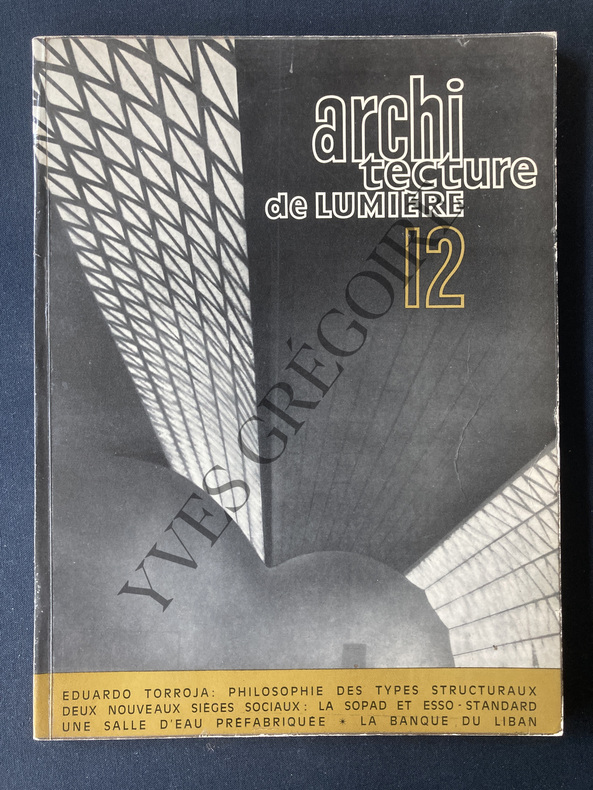 archi
tecture
de LUMIÈRE
12
YVES GRÉGOIRE
EDUARDO TORROJA: PHILOSOPHIE DES TYPES STRUCTURAUX
DEUX NOUVEAUX SIÈGES SOCIAUX: LA SOPAD ET ESSO-STANDARD
UNE SALLE D'EAU PRÉFABRIQUÉE * LA BANQUE DU LIBAN